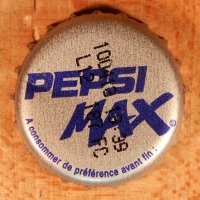 PEPSI
MAX
A consommer de préférence avant fin :